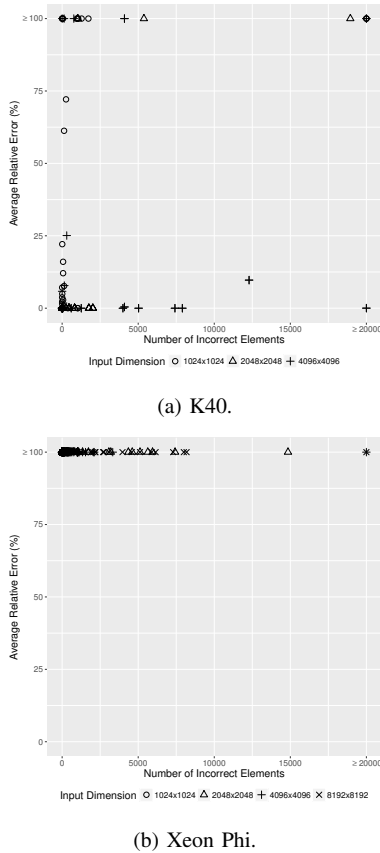 ≥ 100
75
50
25
0
Average Relative Error (%)
0 5000 10000 15000 ≥ 20000
Number of Incorrect Elements
Input Dimension 1024x1024 2048x2048 4096x4096
(a) K40.
≥ 100
75
50
25
0
Average Relative Error (%)
0 5000 10000 15000 ≥ 20000
Number of Incorrect Elements
Input Dimension 1024x1024 2048x2048 4096x4096 8192x8192
(b) Xeon Phi.